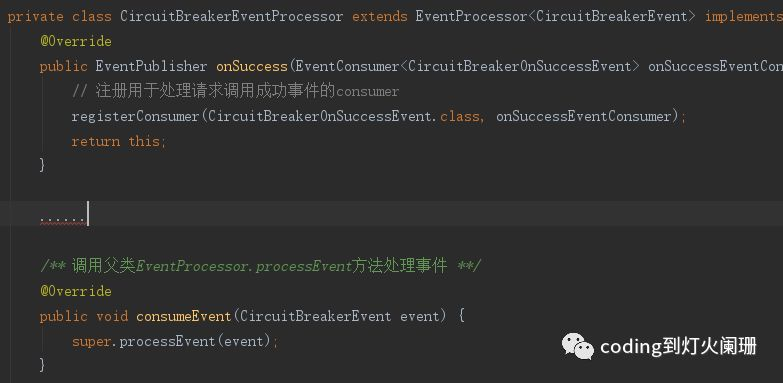 private class CircuitBreakerEventProcessor extends EventProcessor<CircuitBreakerEvent> implements
@Override
public EventPublisher onSuccess(EventConsumer<CircuitBreakerOnSuccessEvent> onSuccessEventCon
// 注册用于处理请求调用成功事件的consumer
registerConsumer(CircuitBreakerOnSuccessEvent.class, onSuccessEventConsumer);
return this;
}
......
/** 调用父类EventProcessor.processEvent方法处理事件 **/
@Override
public void consumeEvent(CircuitBreakerEvent event) {
super.processEvent(event);
}
coding到灯火阑珊